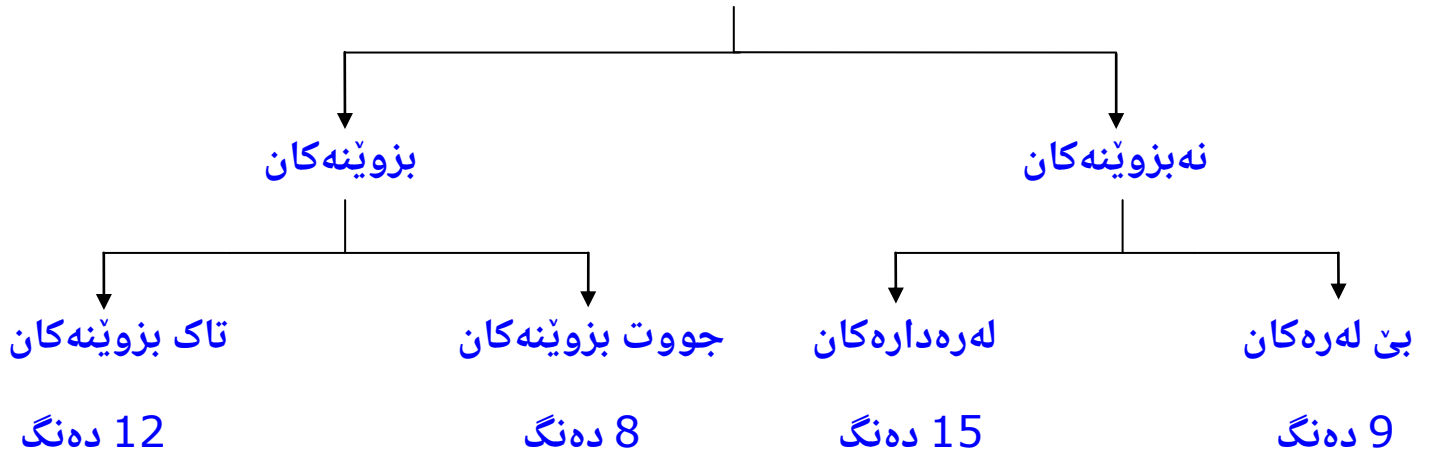 نەبزوێنەکان بزوێنەکان
بێ لەرەکان لەرەدارەکان جووت بزوێنەکان تاک بزوێنەکان
9 دەنگ 15 دەنگ 8 دەنگ 12 دەنگ